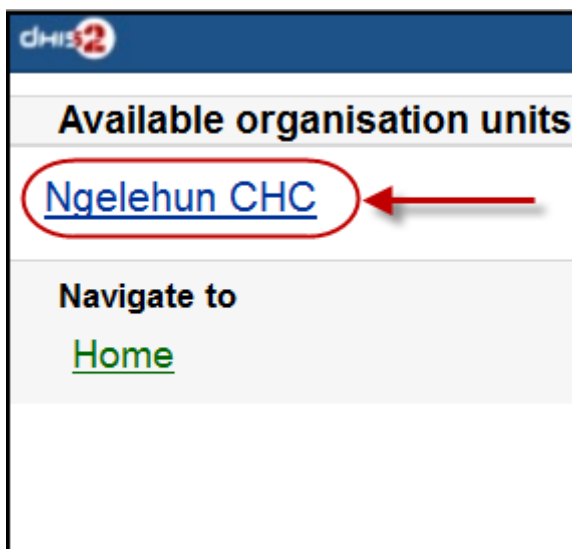 dHIS2
Available organisation units
Ngelehun CHC
Navigate to
Home